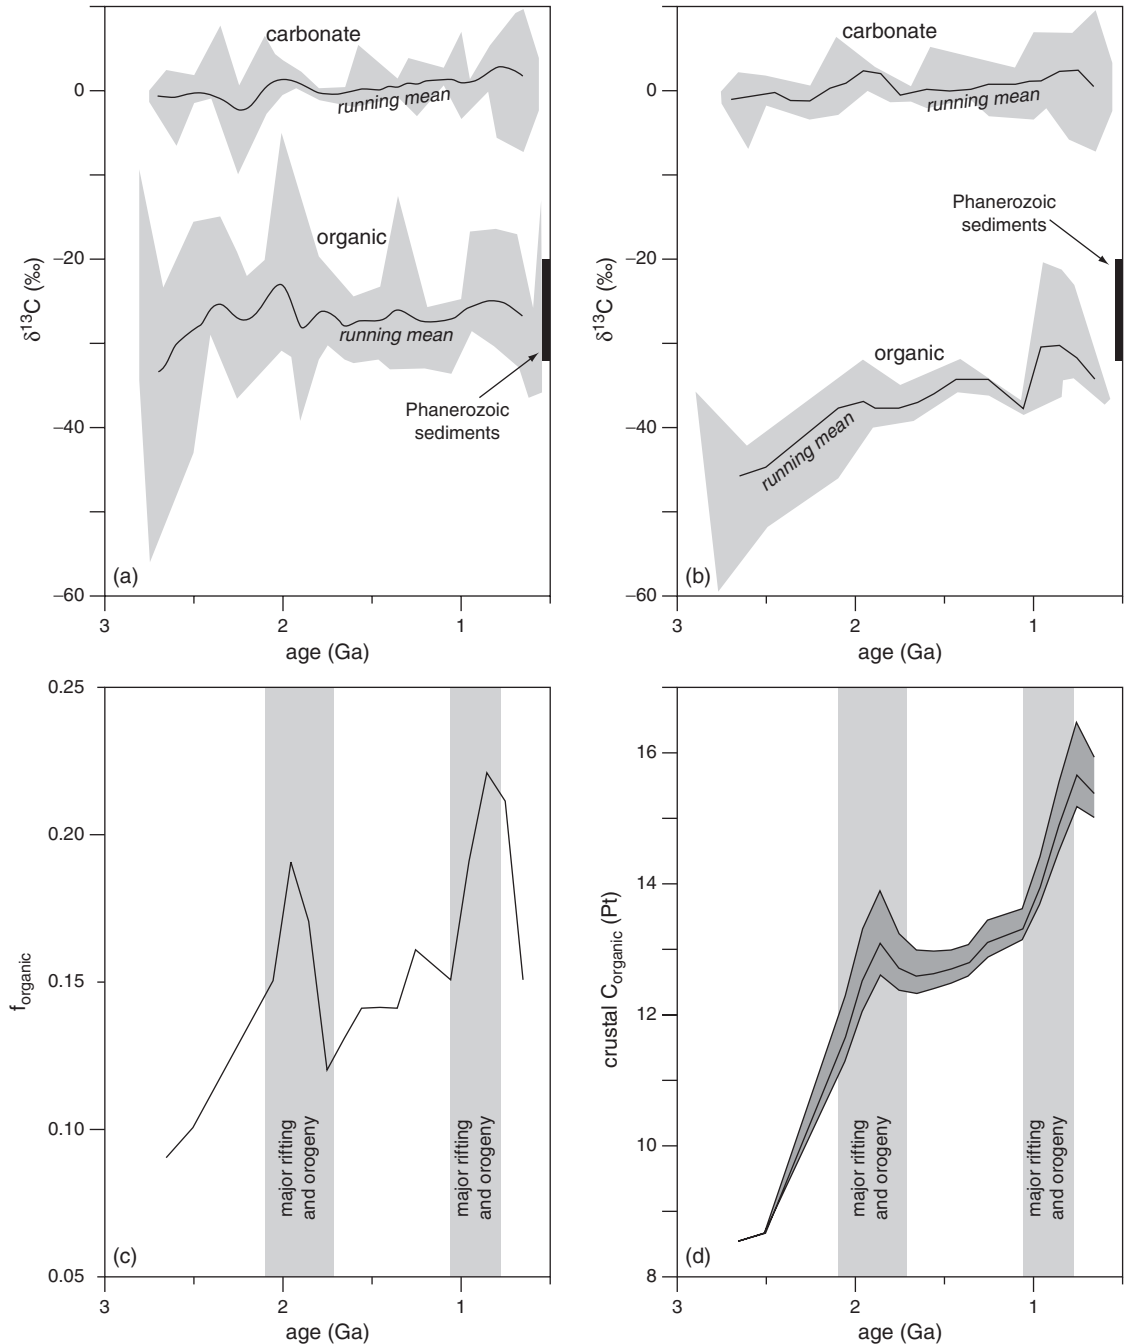 carbonate
running mean
organic
running mean
Phanerozoic
sediments
(a)
0
–20
–40
–60
δ13C (‰)
3
2
1
age (Ga)
carbonate
running mean
Phanerozoic
sediments
organic
running mean
(b)
0
–20
–40
–60
δ13C (‰)
3
2
1
age (Ga)
0.25
0.20
0.15
0.10
0.05
forganic
major rifting
and orogeny
major rifting
and orogeny
(c)
3
2
1
age (Ga)
16
14
12
10
8
crustal Corganic (Pt)
major rifting
and orogeny
major rifting
and orogeny
(d)
3
2
1
age (Ga)